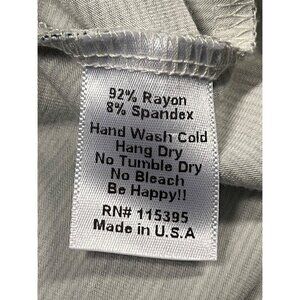 92% Rayon
8% Spandex
Hand Wash Cold
Hang Dry
No Tumble Dry
No Bleach
Be Happy!!
RN# 115395
Made in U.S.A